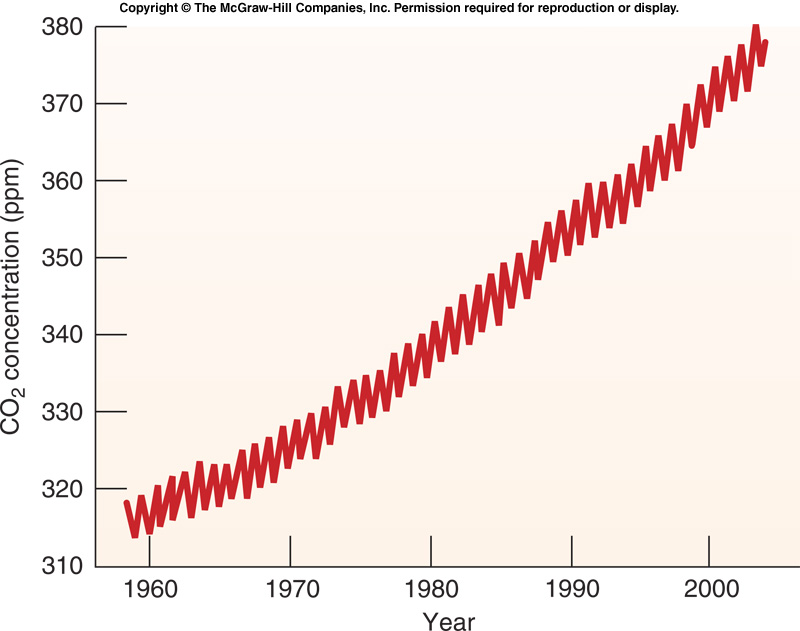 Copyright © The McGraw-Hill Companies, Inc. Permission required for reproduction or display.
380
370
360
350
340
330
320
310
CO₂ concentration (ppm)
1960 1970 1980 1990 2000
Year